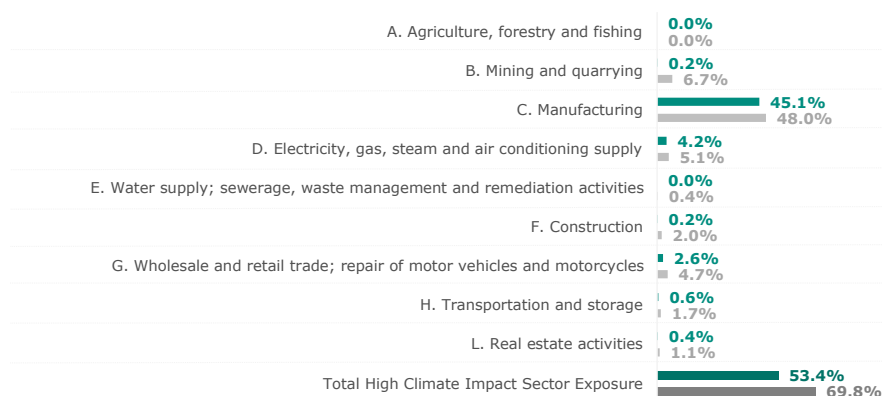 A. Agriculture, forestry and fishing
0.0%
0.0%
B. Mining and quarrying
0.2%
6.7%
C. Manufacturing
45.1%
48.0%
D. Electricity, gas, steam and air conditioning supply
4.2%
5.1%
E. Water supply; sewerage, waste management and remediation activities
0.0%
0.4%
F. Construction
0.2%
2.0%
G. Wholesale and retail trade; repair of motor vehicles and motorcycles
2.6%
4.7%
H. Transportation and storage
0.6%
1.7%
L. Real estate activities
0.4%
1.1%
Total High Climate Impact Sector Exposure
53.4%
69.8%